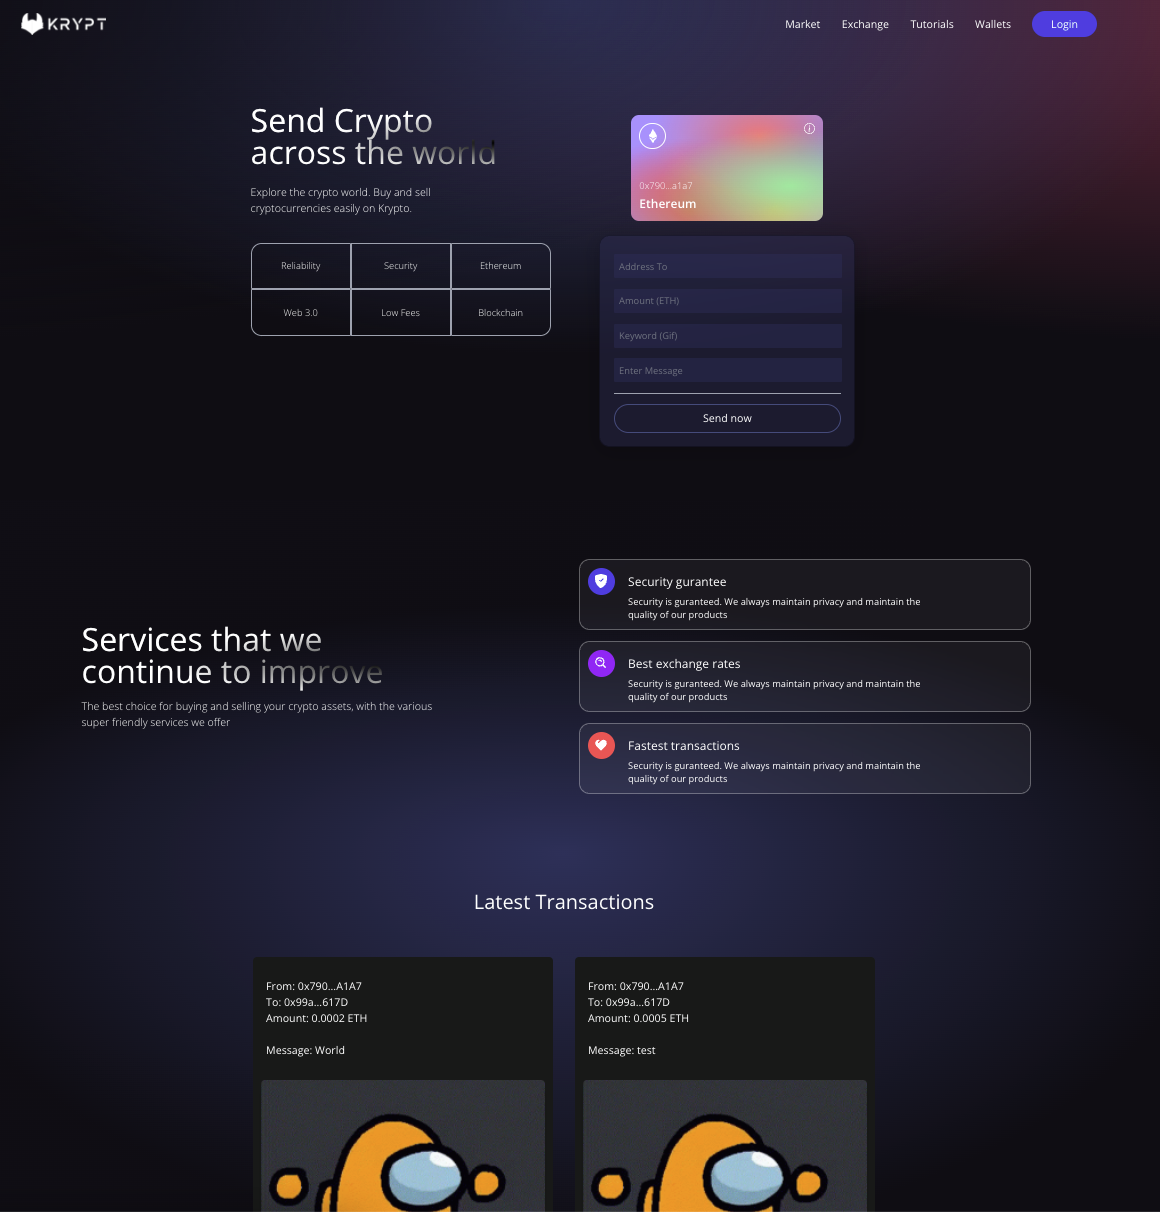 KRYPT
Market
Exchange
Tutorials
Wallets
Login
Send Crypto
across the world
Explore the crypto world. Buy and sell
cryptocurrencies easily on Krypto.
Reliability
Security
Ethereum
Web 3.0
Low Fees
Blockchain
0x790...a1a7
Ethereum
Address To
Amount (ETH)
Keyword (Gif)
Enter Message
Send now
Services that we
continue to improve
The best choice for buying and selling your crypto assets, with the various
super friendly services we offer
Security gurantee
Security is guranteed. We always maintain privacy and maintain the
quality of our products
Best exchange rates
Security is guranteed. We always maintain privacy and maintain the
quality of our products
Fastest transactions
Security is guranteed. We always maintain privacy and maintain the
quality of our products
Latest Transactions
From: 0x790...A1A7
To: 0x99a...617D
Amount: 0.0002 ETH
Message: World
From: 0x790...A1A7
To: 0x99a...617D
Amount: 0.0005 ETH
Message: test